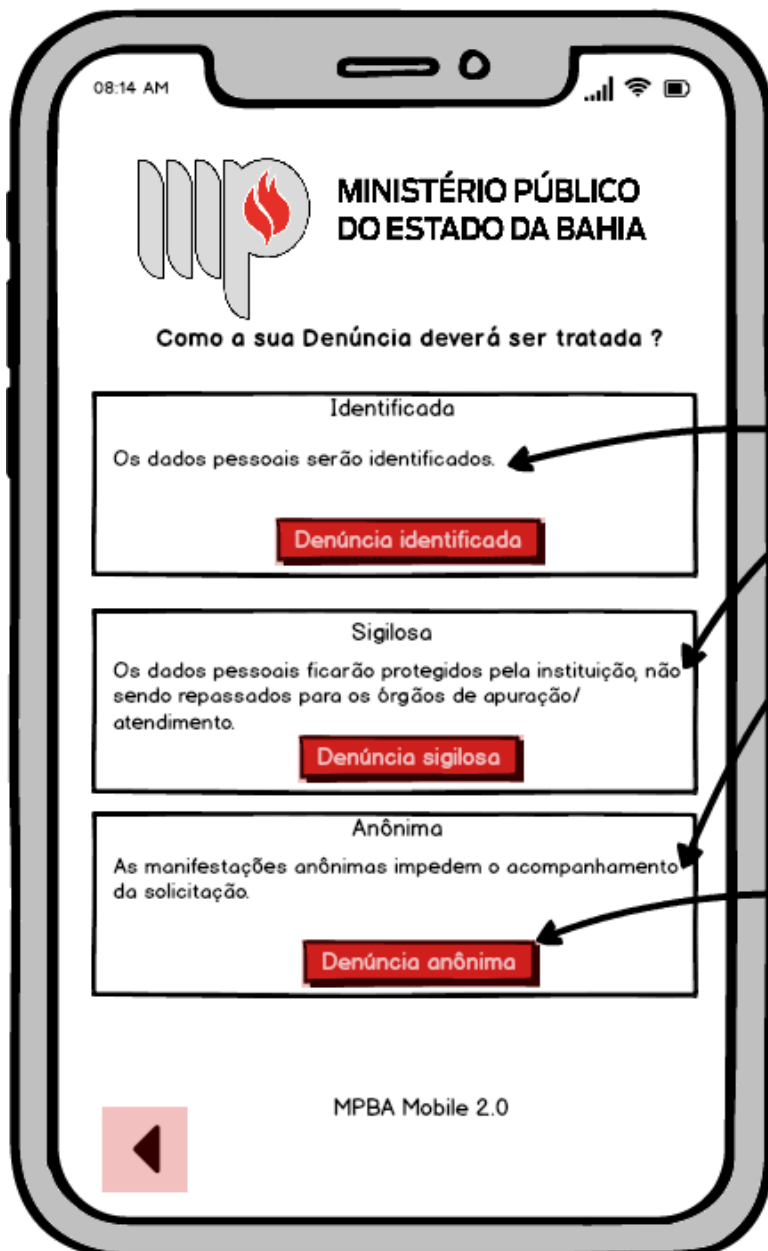 08:14 AM
mp
MINISTÉRIO PÚBLICO
DO ESTADO DA BAHIA
Como a sua Denúncia deverá ser tratada ?
Identificada
Os dados pessoais serão identificados.
Denúncia identificada
Sigilosa
Os dados pessoais ficarão protegidos pela instituição, não
sendo repassados para os órgãos de apuração/
atendimento.
Denúncia sigilosa
Anônima
As manifestações anônimas impedem o acompanhamento
da solicitação.
Denúncia anônima
MPBA Mobile 2.0